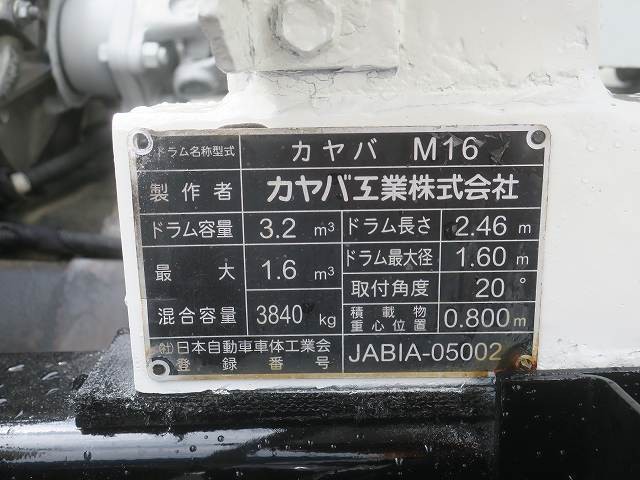 ドラム名称型式 カヤバ M16
製作者 カヤバ工業株式会社
ドラム容量 3.2 m³ ドラム長さ 2.46 m
最大 1.6 m³ ドラム最大径 1.60 m
混合容量 3840 kg 取付角度 20°
積載物
重心位置 0.800 m
㈳日本自動車車体工業会
登録番号 JABIA-05002